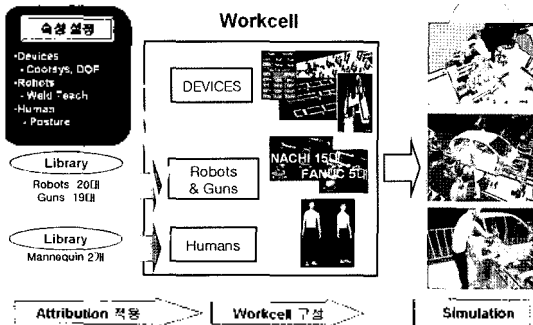 속성 설정
•Devices
- Coorsys, DOF
•Robots
- Weld Teach
•Human
- Posture
Library
Robots 20대
Guns 19대
Library
Mannequin 2개
Workcell
DEVICES
Robots
& Guns
NACHI 15대
FANUC 5대
Humans
Attribution 적용
Workcell 구성
Simulation